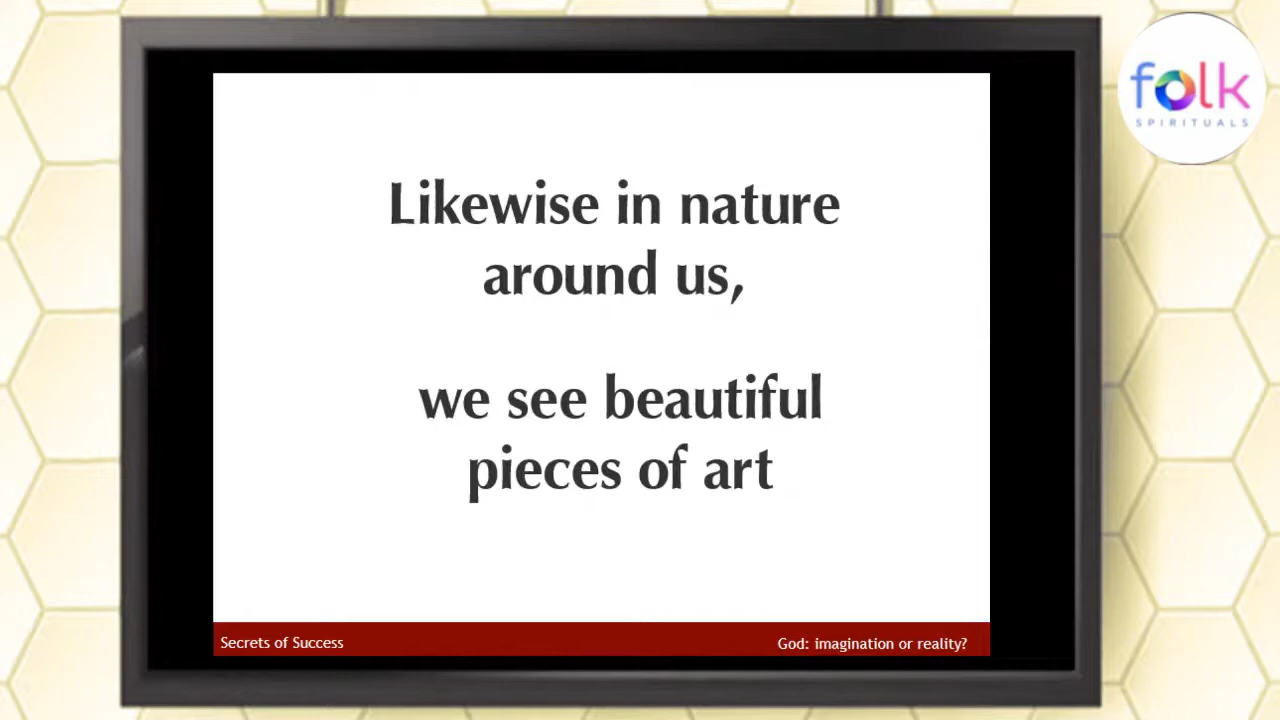 folk
SPIRITUALS
Likewise in nature
around us,
we see beautiful
pieces of art
Secrets of Success
God: imagination or reality?